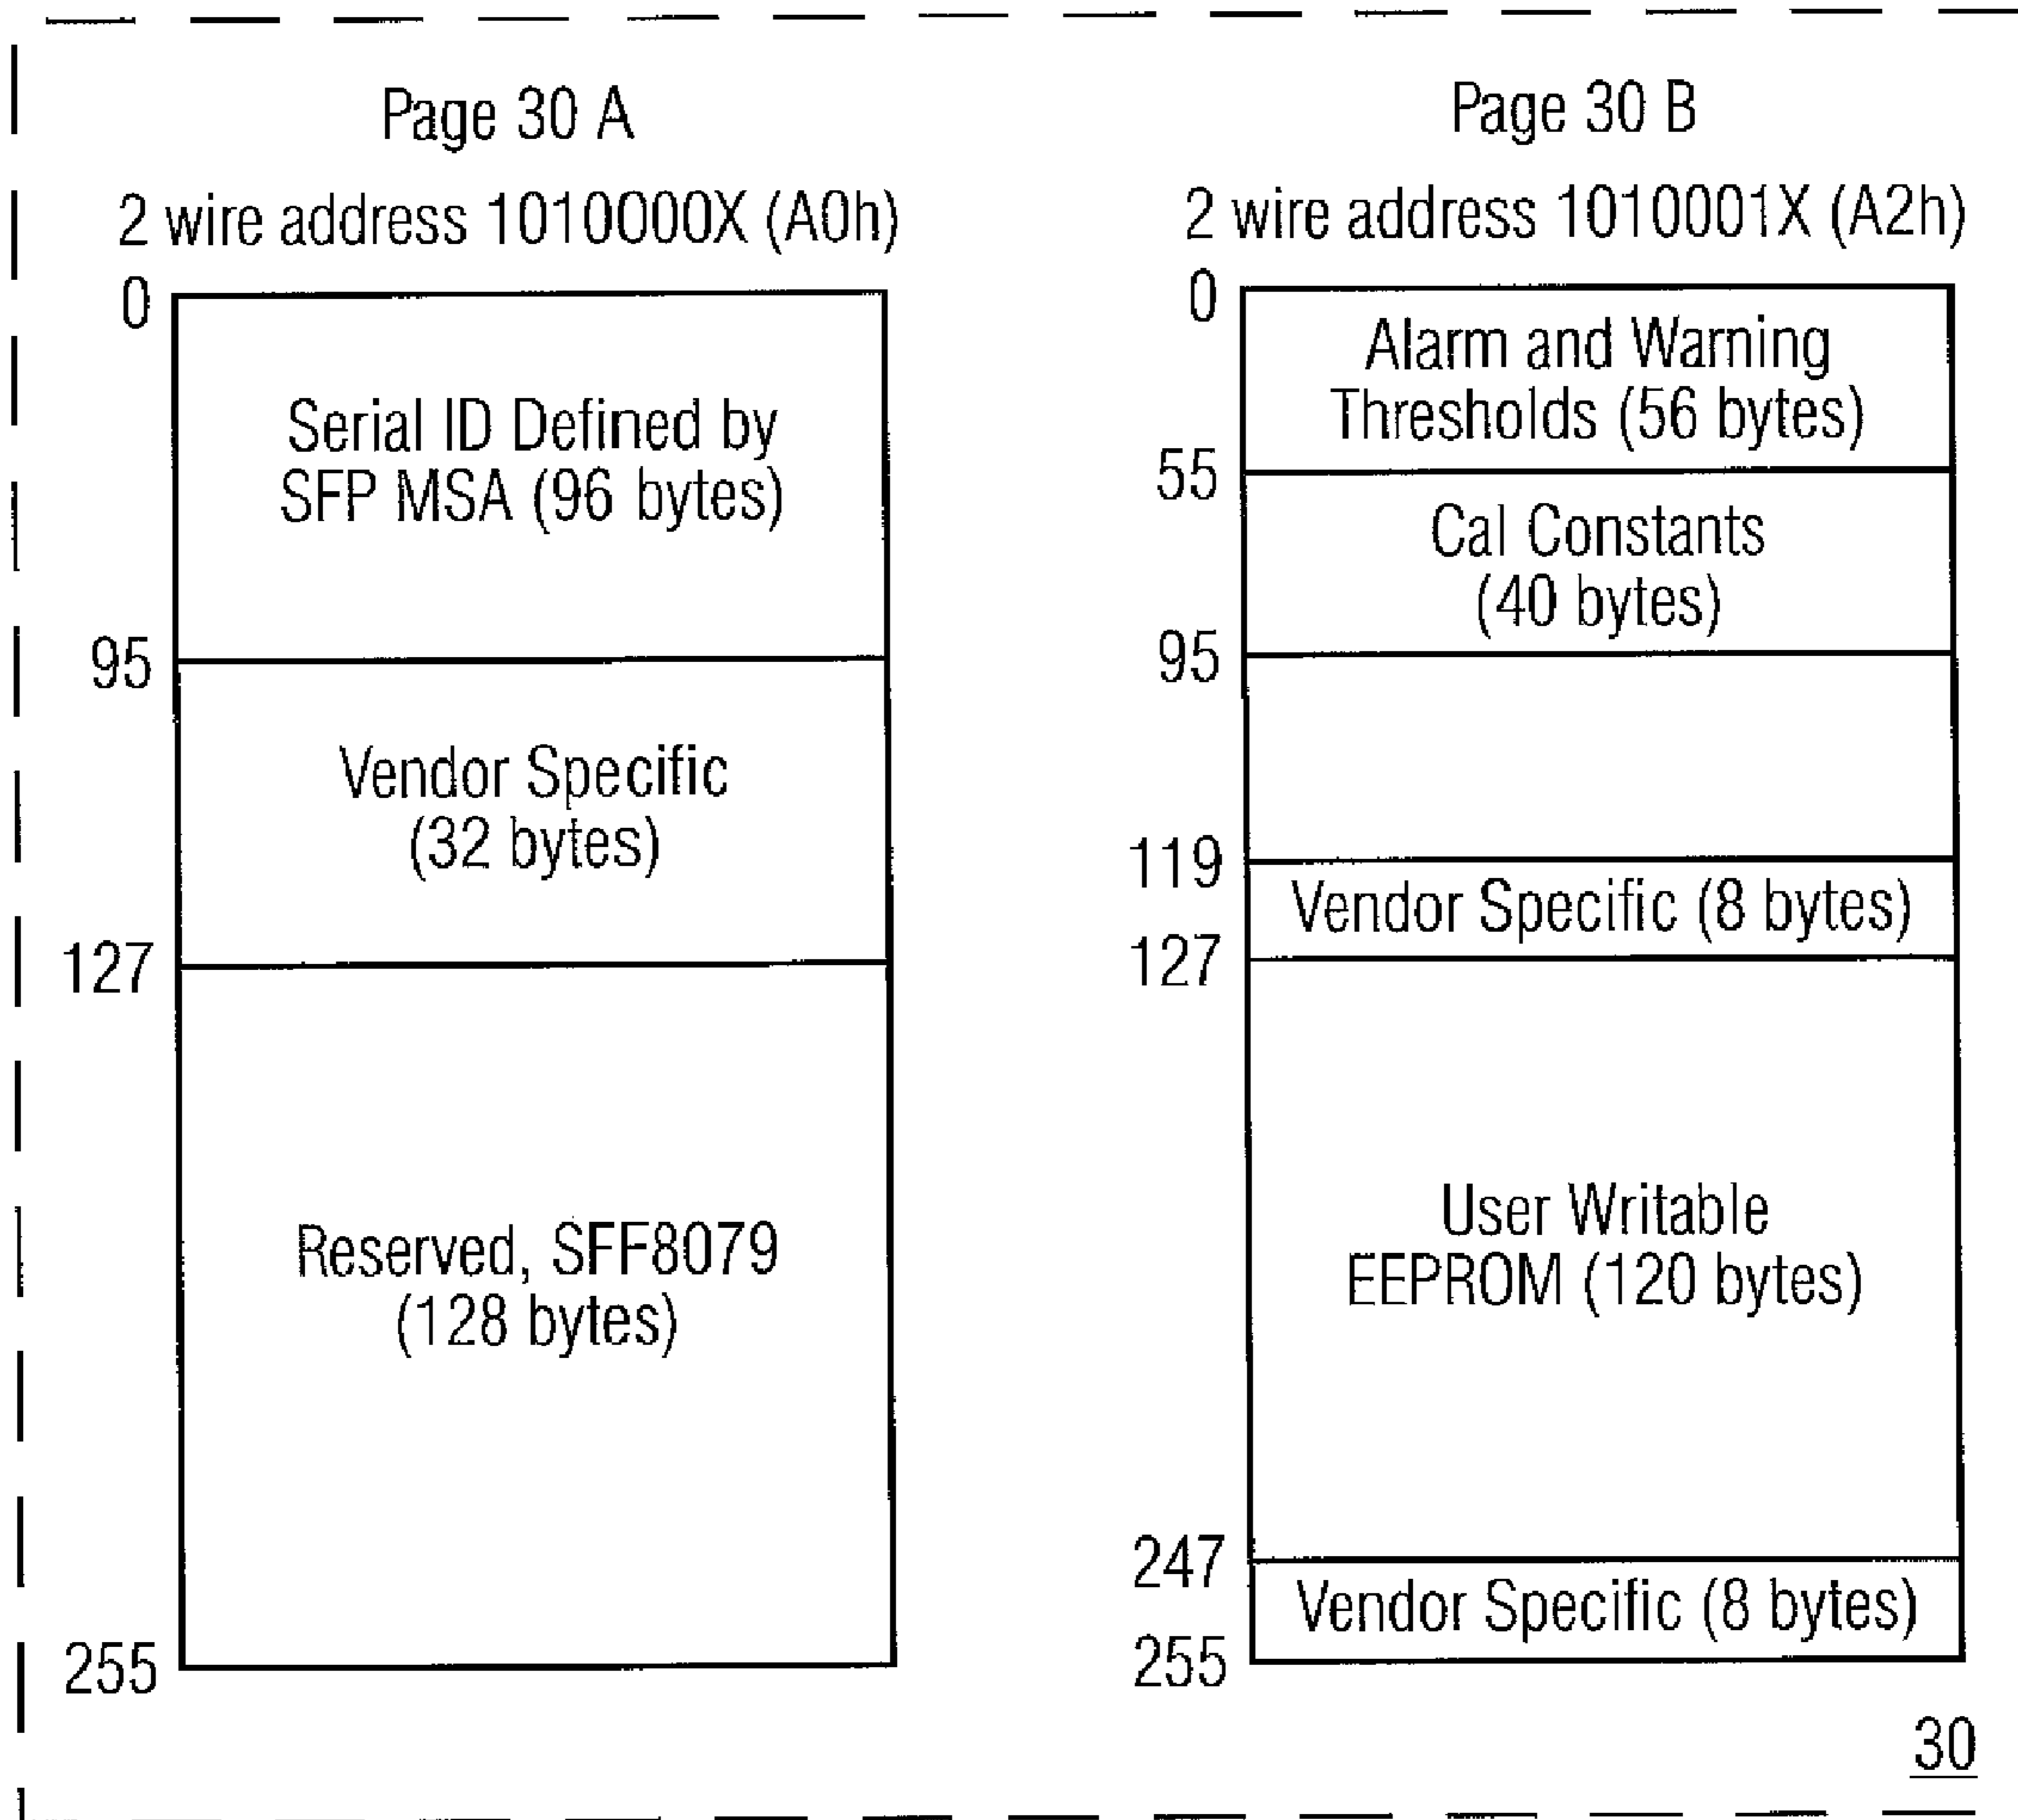 Page 30 A
2 wire address 1010000X (A0h)
0
Serial ID Defined by
SFP MSA (96 bytes)
95
Vendor Specific
(32 bytes)
127
Reserved, SFF8079
(128 bytes)
255
Page 30 B
2 wire address 1010001X (A2h)
0
Alarm and Warning
Thresholds (56 bytes)
55
Cal Constants
(40 bytes)
95
119
Vendor Specific (8 bytes)
127
User Writable
EEPROM (120 bytes)
247
Vendor Specific (8 bytes)
255
30